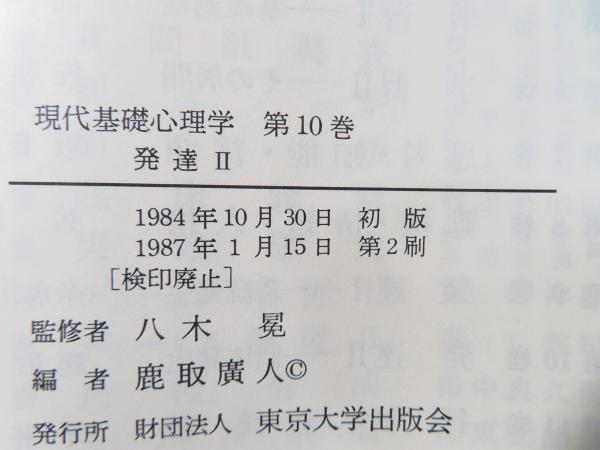 現代基礎心理学　第10巻
発達 II
1984年10月30日　初　版
1987年 1 月15日　第2刷
［検印廃止］
監修者　八木　冕
編　者　鹿取廣人©
発行所　財団法人　東京大学出版会